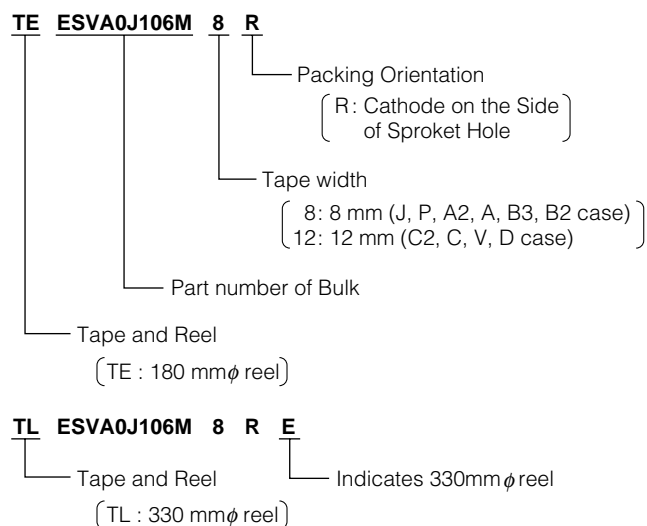 TE ESVA0J106M 8 R
Packing Orientation
R: Cathode on the Side
of Sproket Hole
Tape width
8: 8 mm (J, P, A2, A, B3, B2 case)
12: 12 mm (C2, C, V, D case)
Part number of Bulk
Tape and Reel
TE : 180 mmϕ reel
TL ESVA0J106M 8 R E
Tape and Reel
Indicates 330mmϕ reel
TL : 330 mmϕ reel